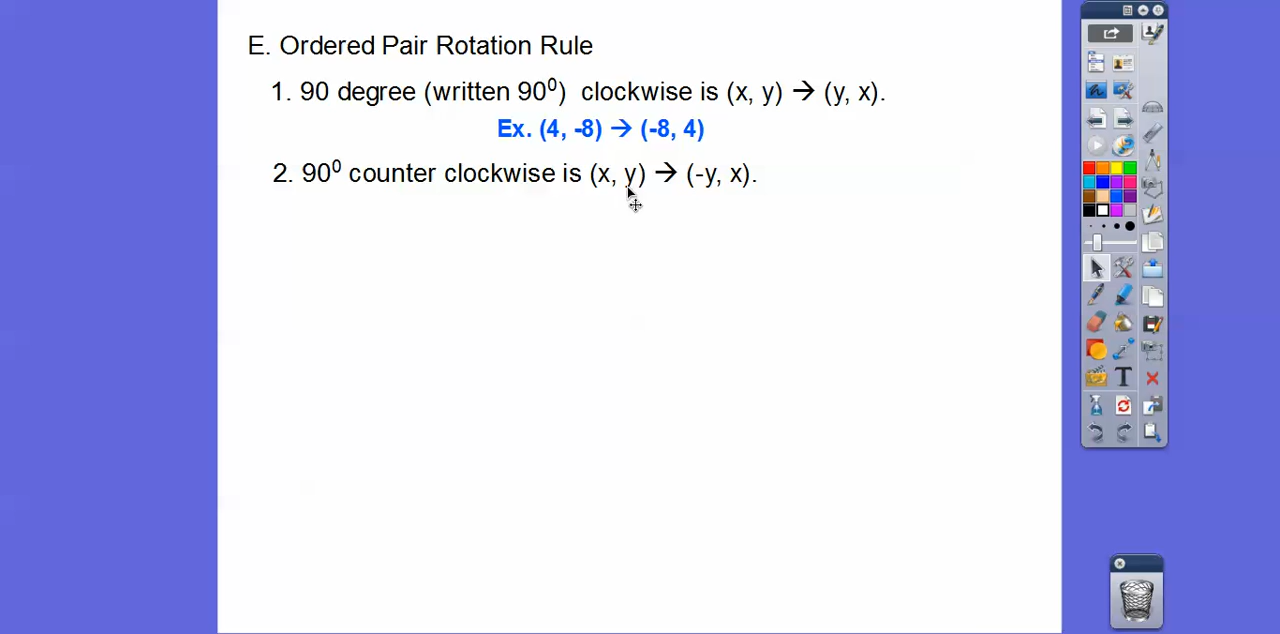 E. Ordered Pair Rotation Rule
1. 90 degree (written 90⁰) clockwise is (x, y) → (y, x).
Ex. (4, -8) → (-8, 4)
2. 90⁰ counter clockwise is (x, y) → (-y, x).